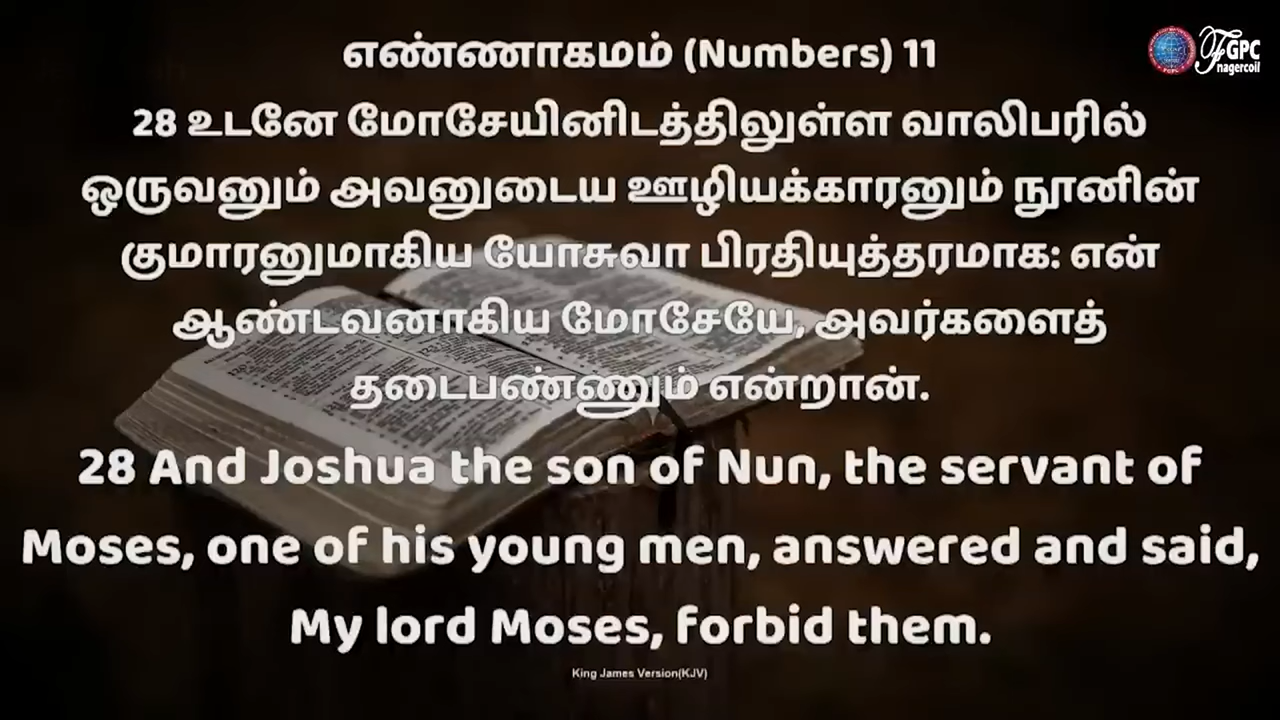 எண்ணாகமம் (Numbers) 11
28 உடனே மோசேயினிடத்திலுள்ள வாலிபரில்
ஒருவனும் அவனுடைய ஊழியக்காரனும் நூனின்
குமாரனுமாகிய யோசுவா பிரதியுத்தரமாக: என்
ஆண்டவனாகிய மோசேயே, அவர்களைத்
தடைபண்ணும் என்றான்.
28 And Joshua the son of Nun, the servant of
Moses, one of his young men, answered and said,
My lord Moses, forbid them.
King James Version(KJV)
FGPC
nagercoil